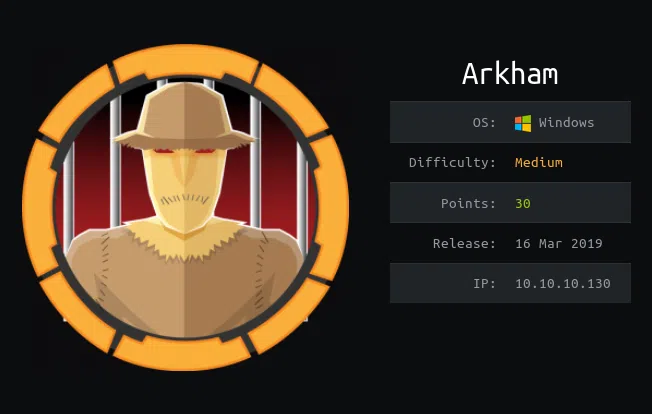 Arkham
OS: Windows
Difficulty: Medium
Points: 30
Release: 16 Mar 2019
IP: 10.10.10.130